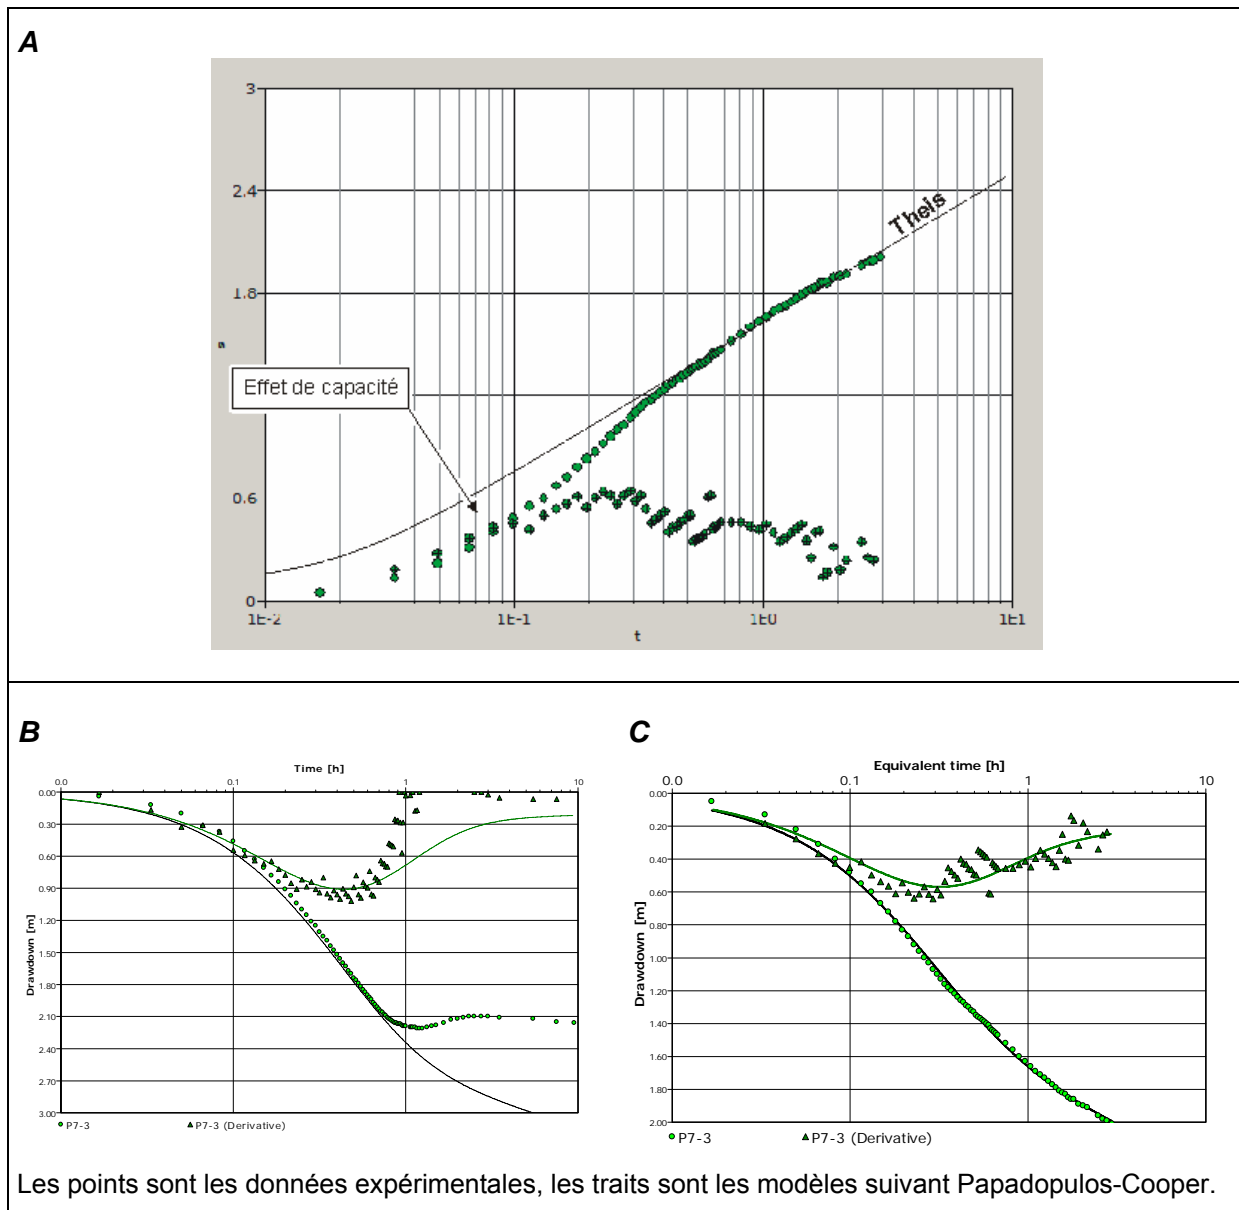 A
3
2.4
1.8
0.6
0
s
Effet de capacité
Theis
1E-2
1E-1
1E0
1E1
t
B
Time [h]
0.0
0.1
1
10
0.00
0.30
0.60
0.90
1.20
1.50
1.80
2.10
2.40
2.70
3.00
Drawdown [m]
P7-3
P7-3 (Derivative)
C
Equivalent time [h]
0.0
0.1
1
10
0.00
0.20
0.40
0.60
0.80
1.00
1.20
1.40
1.60
1.80
2.00
Drawdown [m]
P7-3
P7-3 (Derivative)
Les points sont les données expérimentales, les traits sont les modèles suivant Papadopulos-Cooper.